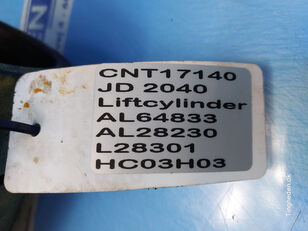 CNT17140
JD 2040
Liftcylinder
AL64833
AL28230
L28301
HC03H03